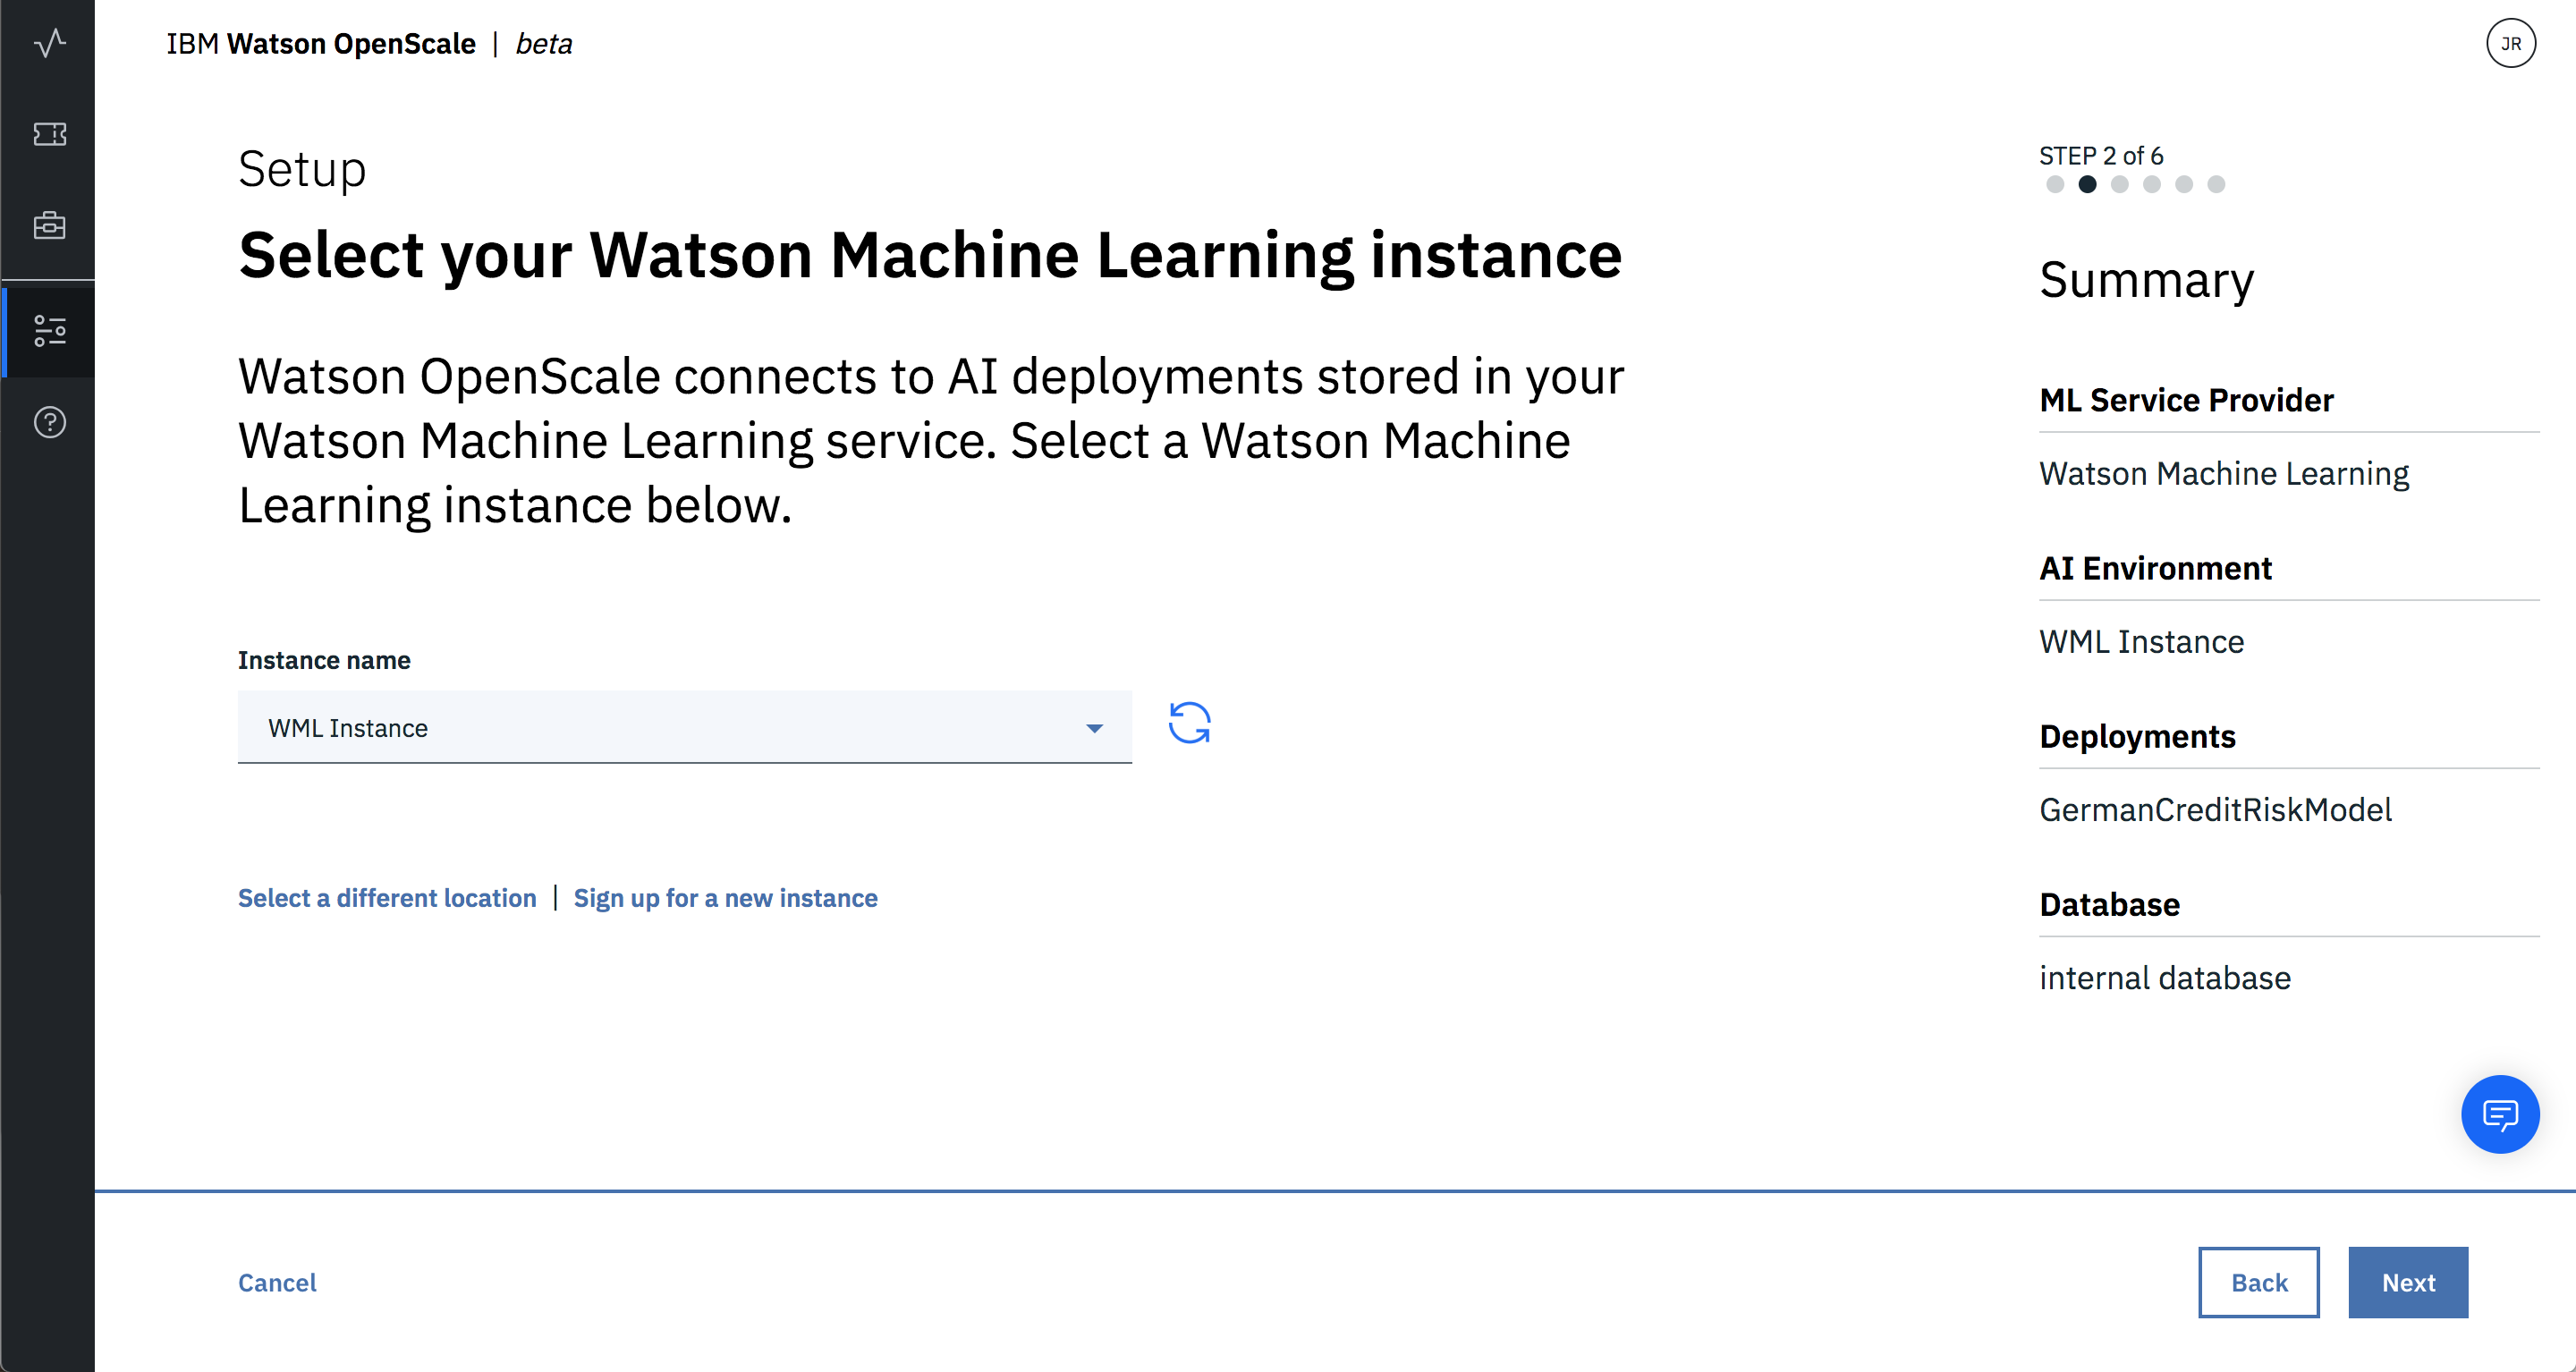 IBM Watson OpenScale | beta
JR
Setup
Select your Watson Machine Learning instance
Watson OpenScale connects to AI deployments stored in your
Watson Machine Learning service. Select a Watson Machine
Learning instance below.
Instance name
WML Instance
Select a different location | Sign up for a new instance
STEP 2 of 6
Summary
ML Service Provider
Watson Machine Learning
AI Environment
WML Instance
Deployments
GermanCreditRiskModel
Database
internal database
Cancel
Back
Next